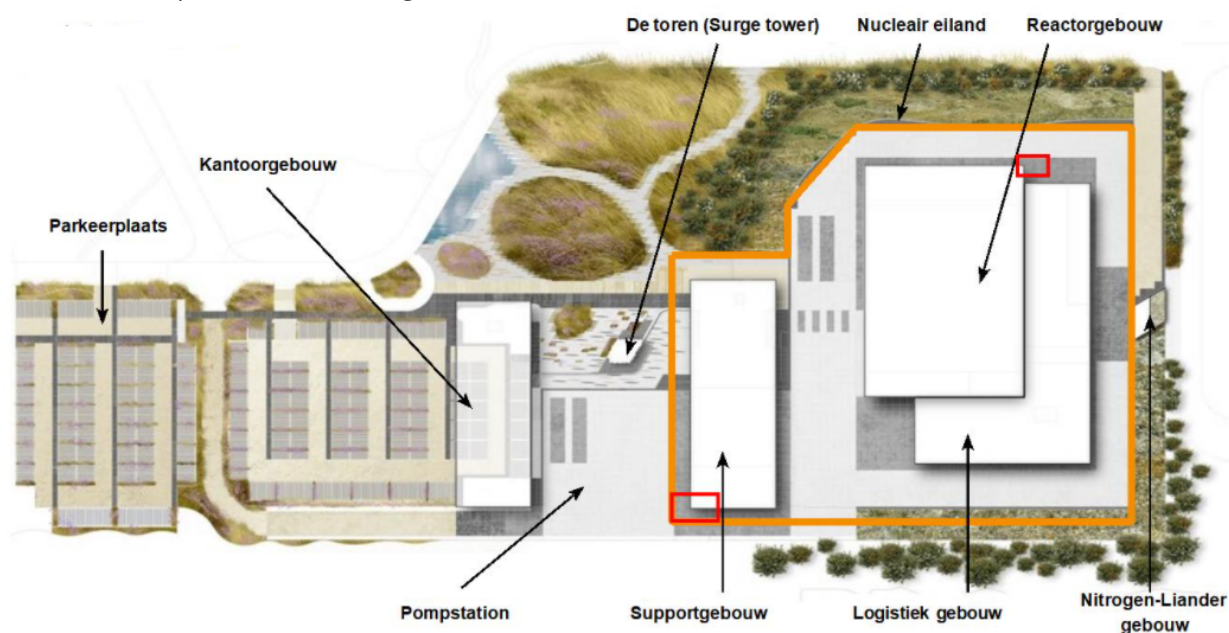 De toren (Surge tower)
Nucleair eiland
Reactorgebouw
Kantoorgebouw
Parkeerplaats
Pompstation
Supportgebouw
Logistiek gebouw
Nitrogen-Liander
gebouw